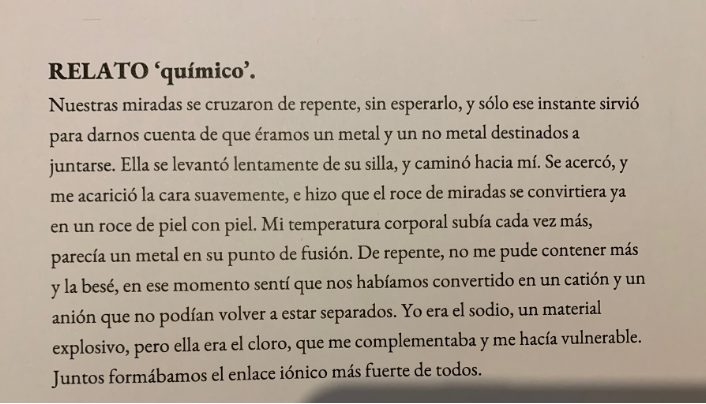 RELATO ‘químico’.
Nuestras miradas se cruzaron de repente, sin esperarlo, y sólo ese instante sirvió
para darnos cuenta de que éramos un metal y un no metal destinados a
juntarse. Ella se levantó lentamente de su silla, y caminó hacia mí. Se acercó, y
me acarició la cara suavemente, e hizo que el roce de miradas se convirtiera ya
en un roce de piel con piel. Mi temperatura corporal subía cada vez más,
parecía un metal en su punto de fusión. De repente, no me pude contener más
y la besé, en ese momento sentí que nos habíamos convertido en un catión y un
anión que no podían volver a estar separados. Yo era el sodio, un material
explosivo, pero ella era el cloro, que me complementaba y me hacía vulnerable.
Juntos formábamos el enlace iónico más fuerte de todos.